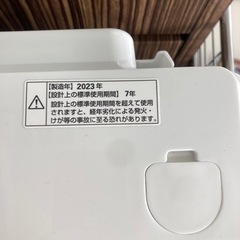 【製造年】2023年
【設計上の標準使用期間】 7年
設計上の標準使用期間を超えて使用
されますと、経年劣化による発火・
けが等の事故に至る恐れがあります。